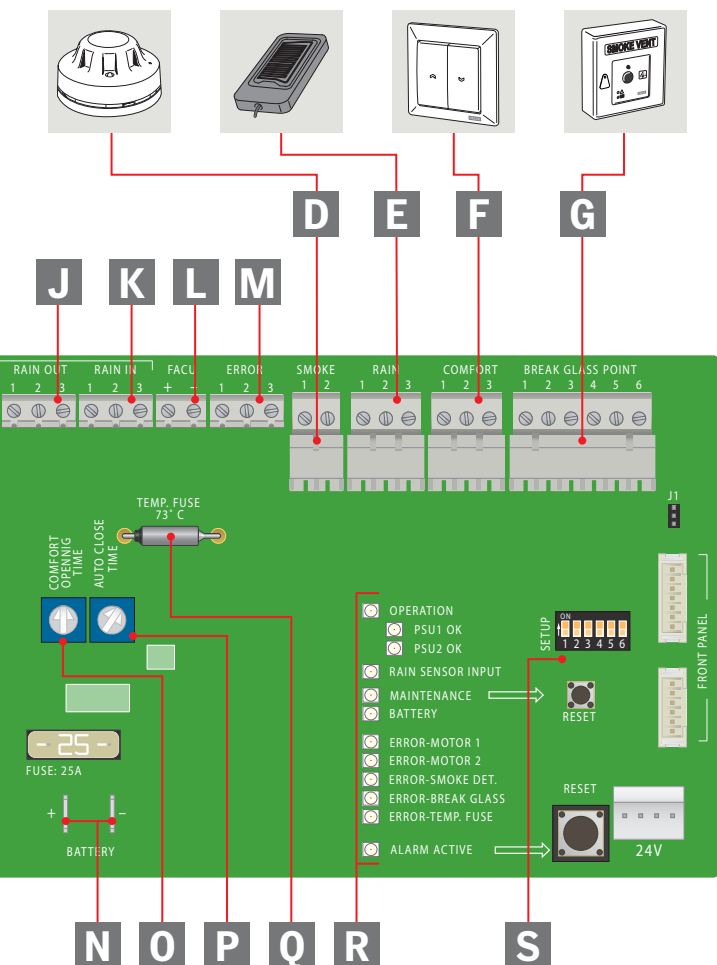 SMOKE VENT
D E F G
J K L M
RAIN OUT RAIN IN FACU ERROR SMOKE RAIN COMFORT BREAK GLASS POINT
1 2 3 1 2 3 + - 1 2 3 1 2 1 2 3 1 2 3 1 2 3 4 5 6
J1
TEMP. FUSE
73° C
COMFORT
OPENNIG
TIME
AUTO CLOSE
TIME
OPERATION
PSU1 OK
PSU2 OK
RAIN SENSOR INPUT
MAINTENANCE
BATTERY
ERROR-MOTOR 1
ERROR-MOTOR 2
ERROR-SMOKE DET.
ERROR-BREAK GLASS
ERROR-TEMP. FUSE
ALARM ACTIVE
SETUP
ON
1 2 3 4 5 6
RESET
FRONT PANEL
RESET
24V
- 25 -
FUSE: 25A
+ -
BATTERY
N O P Q R S